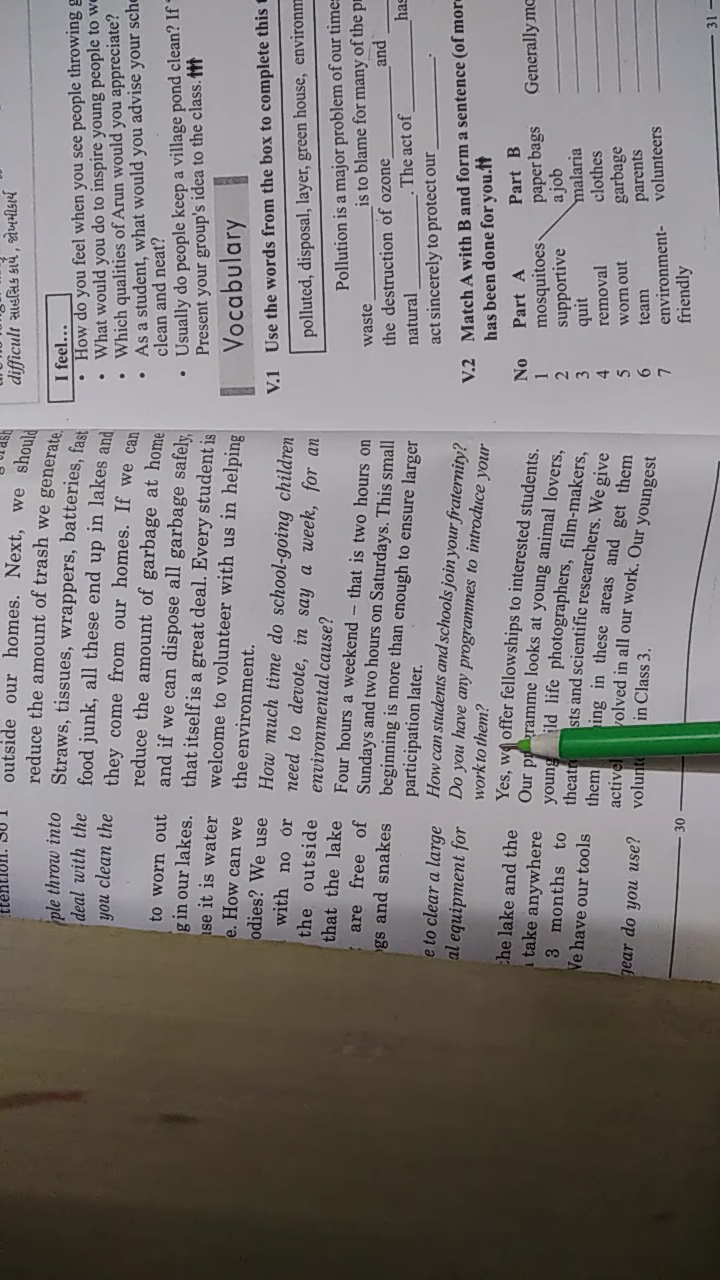 ple throw into
deal with the
you clean the
to worn out
g in our lakes.
se it is water
e. How can we
odies? We use
with no or
the outside
that the lake
are free of
gs and snakes
e to clear a large
al equipment for
the lake and the
take anywhere
3 months to
We have our tools
gear do you use?
outside our homes. Next, we should
reduce the amount of trash we generate.
Straws, tissues, wrappers, batteries, fast
food junk, all these end up in lakes and
they come from our homes. If we can
reduce the amount of garbage at home
and if we can dispose all garbage safely,
that itself is a great deal. Every student is
welcome to volunteer with us in helping
the environment.
How much time do school-going children
need to devote, in say a week, for an
environmental cause?
Four hours a weekend – that is two hours on
Sundays and two hours on Saturdays. This small
beginning is more than enough to ensure larger
participation later.
How can students and schools join your fraternity?
Do you have any programmes to introduce your
work to them?
Yes, we offer fellowships to interested students.
Our programme looks at young animal lovers,
young ild life photographers, film-makers,
theatr sts and scientific researchers. We give
them ing in these areas and get them
activel volved in all our work. Our youngest
volunt in Class 3.
30
difficult
I feel...
• How do you feel when you see people throwing g
• What would you do to inspire young people to w
• Which qualities of Arun would you appreciate?
• As a student, what would you advise your scho
clean and neat?
• Usually do people keep a village pond clean? If
Present your group's idea to the class.
Vocabulary
V.1 Use the words from the box to complete this
polluted, disposal, layer, green house, environm
Pollution is a major problem of our time
waste ________ is to blame for many of the p
the destruction of ozone ________ and
natural ________. The act of ________ has
act sincerely to protect our ________.
V.2 Match A with B and form a sentence (of mor
has been done for you.
No Part A Part B Generally mo
1 mosquitoes paper bags
2 supportive a job
3 quit malaria
4 removal clothes
5 worn out garbage
6 team parents
7 environment- volunteers
friendly
31